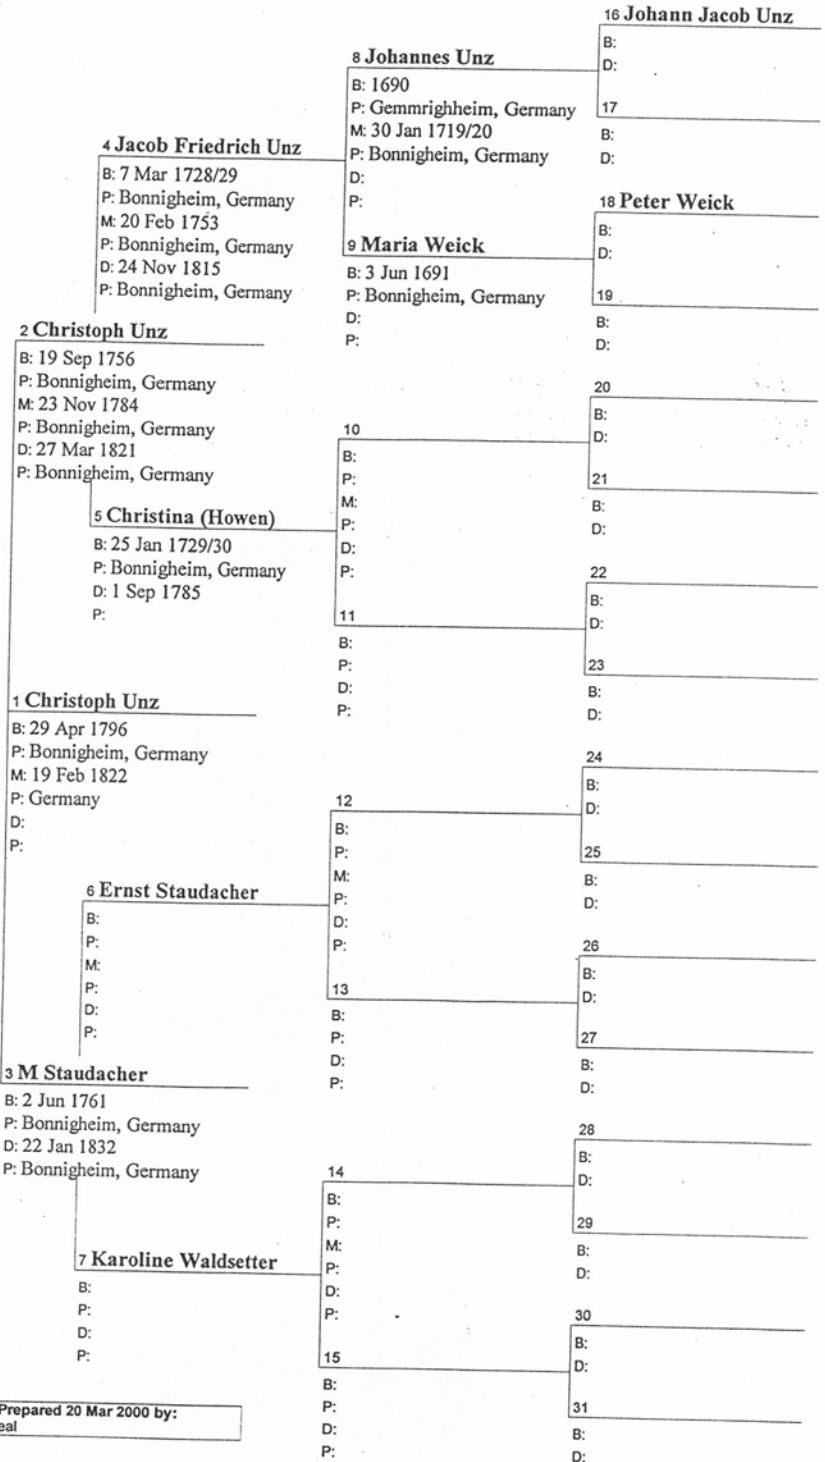 16 Johann Jacob Unz
B:
D:
8 Johannes Unz
B: 1690
P: Gemmrighheim, Germany
M: 30 Jan 1719/20
P: Bonnigheim, Germany
D:
P:
17
B:
D:
4 Jacob Friedrich Unz
B: 7 Mar 1728/29
P: Bonnigheim, Germany
M: 20 Feb 1753
P: Bonnigheim, Germany
D: 24 Nov 1815
P: Bonnigheim, Germany
18 Peter Weick
B:
D:
9 Maria Weick
B: 3 Jun 1691
P: Bonnigheim, Germany
D:
P:
19
B:
D:
2 Christoph Unz
B: 19 Sep 1756
P: Bonnigheim, Germany
M: 23 Nov 1784
P: Bonnigheim, Germany
D: 27 Mar 1821
P: Bonnigheim, Germany
20
B:
D:
10
B:
P:
M:
P:
D:
P:
21
B:
D:
5 Christina (Howen)
B: 25 Jan 1729/30
P: Bonnigheim, Germany
D: 1 Sep 1785
P:
22
B:
D:
11
B:
P:
D:
P:
23
B:
D:
1 Christoph Unz
B: 29 Apr 1796
P: Bonnigheim, Germany
M: 19 Feb 1822
P: Germany
D:
P:
24
B:
D:
12
B:
P:
M:
P:
D:
P:
25
B:
D:
6 Ernst Staudacher
B:
P:
M:
P:
D:
P:
26
B:
D:
13
B:
P:
D:
P:
27
B:
D:
3 M Staudacher
B: 2 Jun 1761
P: Bonnigheim, Germany
D: 22 Jan 1832
P: Bonnigheim, Germany
28
B:
D:
14
B:
P:
M:
P:
D:
P:
29
B:
D:
7 Karoline Waldsetter
B:
P:
D:
P:
30
B:
D:
15
B:
P:
D:
P:
31
B:
D:
Prepared 20 Mar 2000 by:
eal